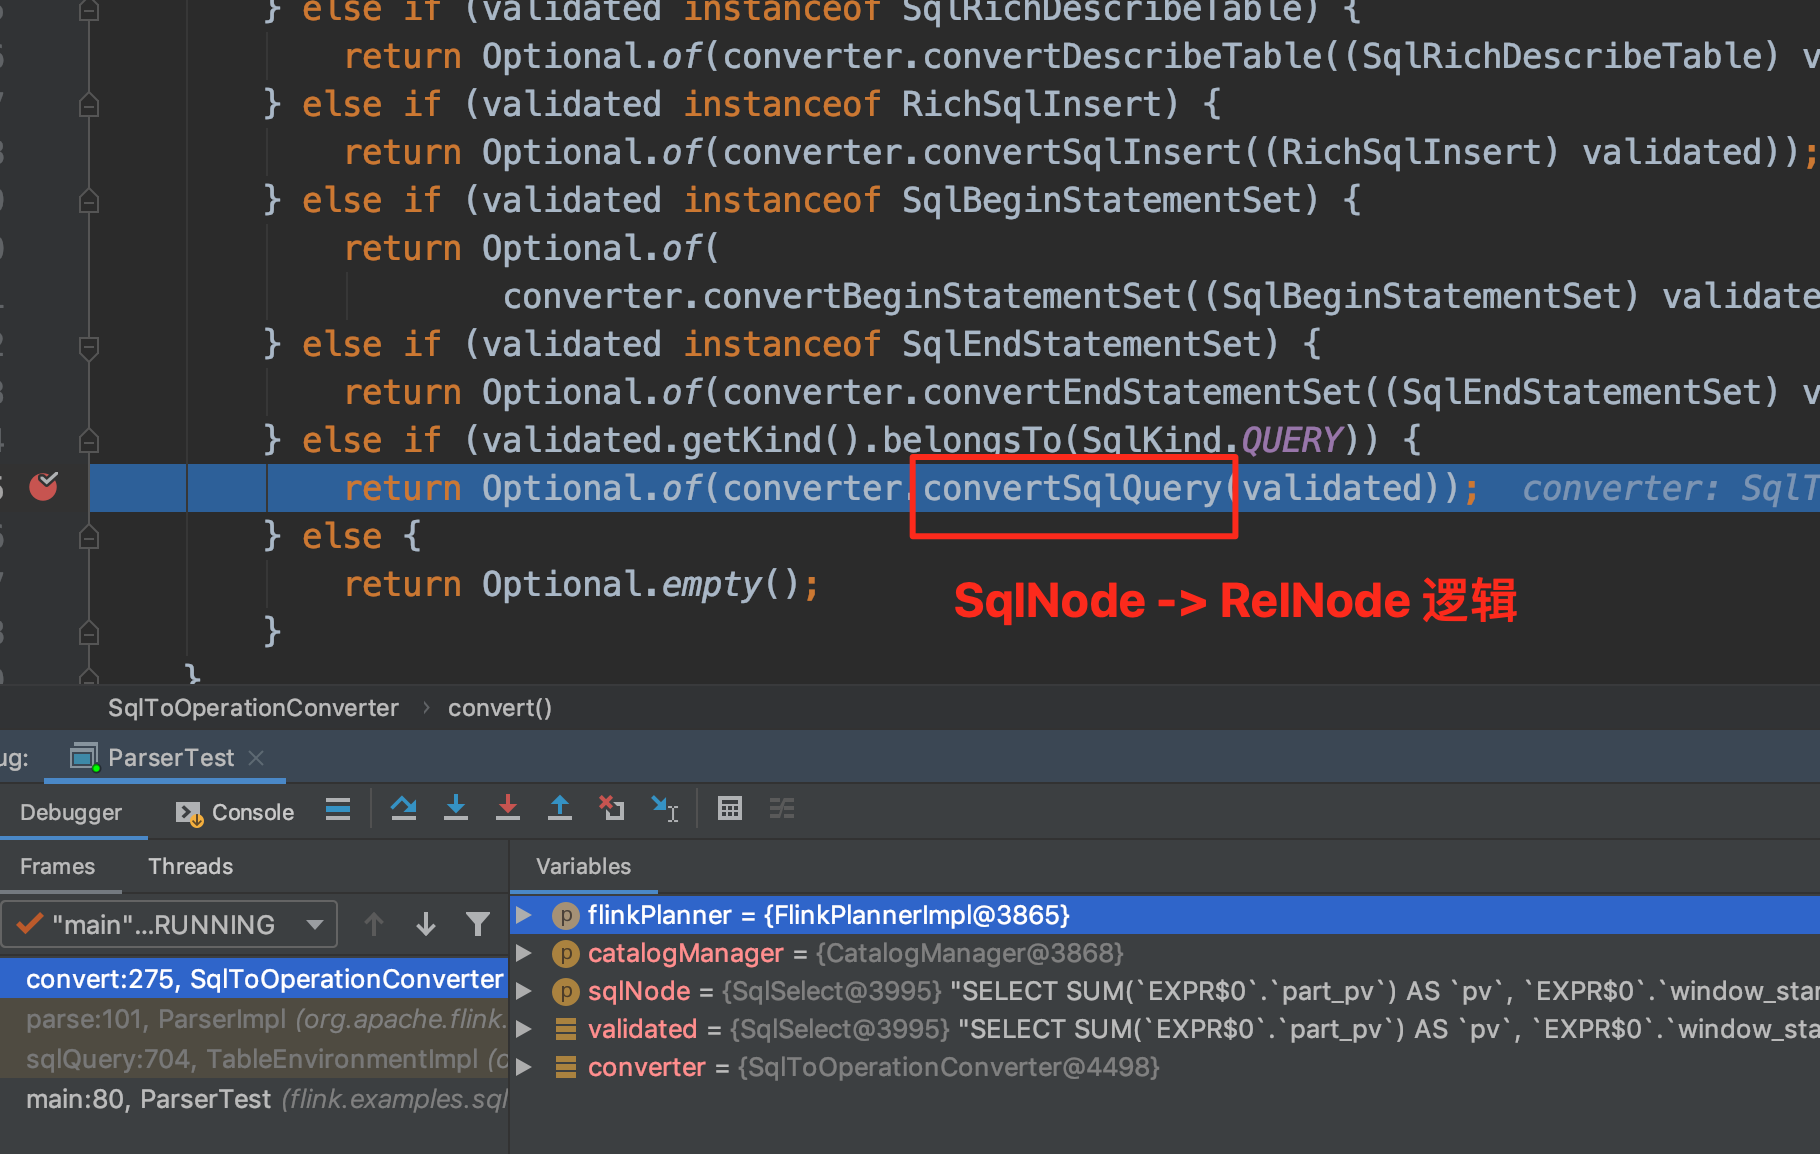 } else if (validated instanceof SqlRichDescribeTable) {
return Optional.of(converter.convertDescribeTable((SqlRichDescribeTable) v
} else if (validated instanceof RichSqlInsert) {
return Optional.of(converter.convertSqlInsert((RichSqlInsert) validated));
} else if (validated instanceof SqlBeginStatementSet) {
return Optional.of(
converter.convertBeginStatementSet((SqlBeginStatementSet) validate
} else if (validated instanceof SqlEndStatementSet) {
return Optional.of(converter.convertEndStatementSet((SqlEndStatementSet) v
} else if (validated.getKind().belongsTo(SqlKind.QUERY)) {
return Optional.of(converter.convertSqlQuery(validated)); converter: SqlT
} else {
return Optional.empty();
SqlNode -> RelNode 逻辑
}
}
SqlToOperationConverter › convert()
ug: ParserTest
Debugger Console
Frames Threads
Variables
"main"...RUNNING
convert:275, SqlToOperationConverter
parse:101, ParserImpl (org.apache.flink.
sqlQuery:704, TableEnvironmentImpl (o
main:80, ParserTest (flink.examples.sql
flinkPlanner = {FlinkPlannerImpl@3865}
catalogManager = {CatalogManager@3868}
sqlNode = {SqlSelect@3995} "SELECT SUM(`EXPR$0`.`part_pv`) AS `pv`, `EXPR$0`.`window_star
validated = {SqlSelect@3995} "SELECT SUM(`EXPR$0`.`part_pv`) AS `pv`, `EXPR$0`.`window_sta
converter = {SqlToOperationConverter@4498}